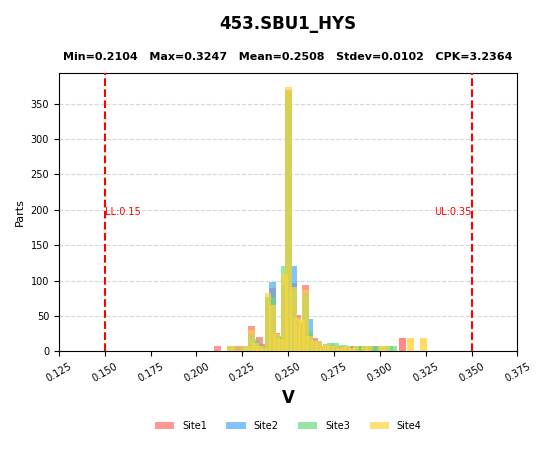 453.SBU1_HYS
Min=0.2104 Max=0.3247 Mean=0.2508 Stdev=0.0102 CPK=3.2364
350
300
250
200
150
100
50
0
Parts
LL:0.15
UL:0.35
0.125 0.150 0.175 0.200 0.225 0.250 0.275 0.300 0.325 0.350 0.375
V
Site1 Site2 Site3 Site4